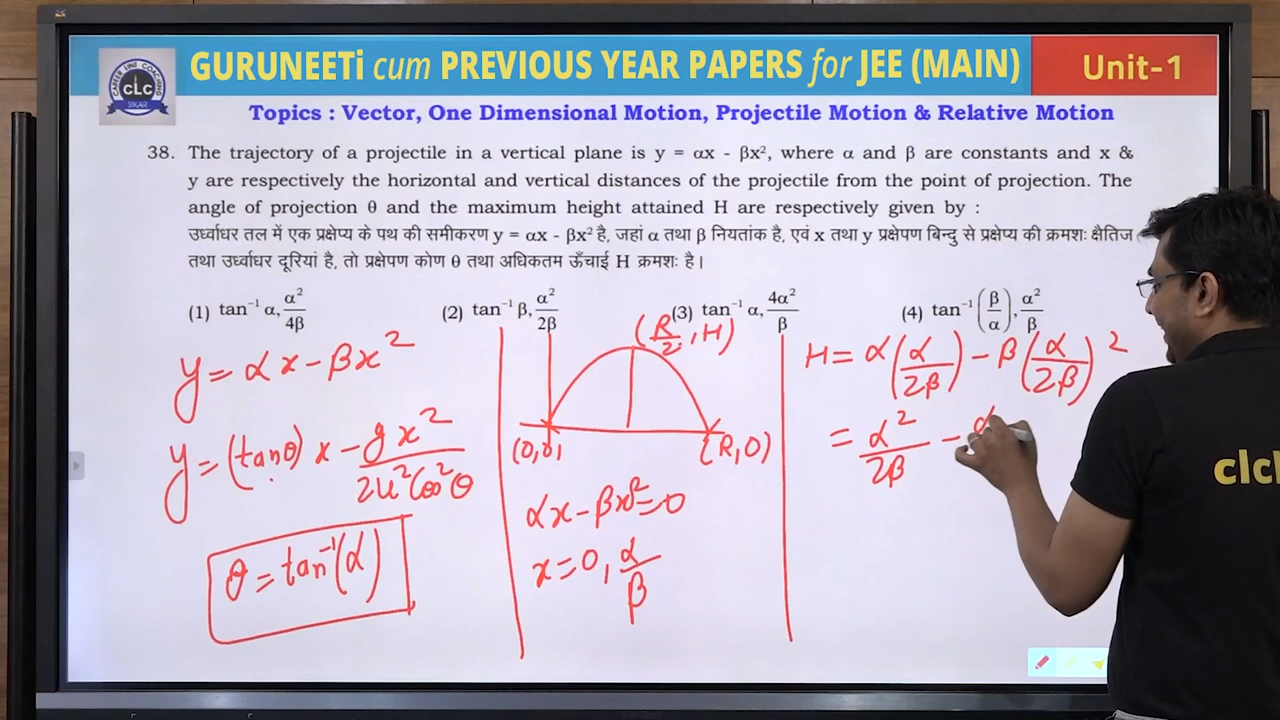 GURUNEETi cum PREVIOUS YEAR PAPERS for JEE (MAIN)
Unit-1
CLC
SIKAR
Topics : Vector, One Dimensional Motion, Projectile Motion & Relative Motion
38. The trajectory of a projectile in a vertical plane is y = αx - βx², where α and β are constants and x &
y are respectively the horizontal and vertical distances of the projectile from the point of projection. The
angle of projection θ and the maximum height attained H are respectively given by :
उर्ध्वाधर तल में एक प्रक्षेप्य के पथ की समीकरण y = αx - βx² है, जहां α तथा β नियतांक है, एवं x तथा y प्रक्षेपण बिन्दु से प्रक्षेप्य की क्रमशः क्षैतिज
तथा उर्ध्वाधर दूरियां है, तो प्रक्षेपण कोण θ तथा अधिकतम ऊँचाई H क्रमशः है।
(1) tan⁻¹ α, α²/4β (2) tan⁻¹ β, α²/2β (3) tan⁻¹ α, 4α²/β (4) tan⁻¹(β/α), α²/β
y = αx - βx²
y = (tanθ) x - gx²/2u²cos²θ
θ = tan⁻¹(α)
(R/2, H)
(0,0)
(R,0)
αx - βx² = 0
x = 0, α/β
H = α(α/2β) - β(α/2β)²
= α²/2β - α
clc